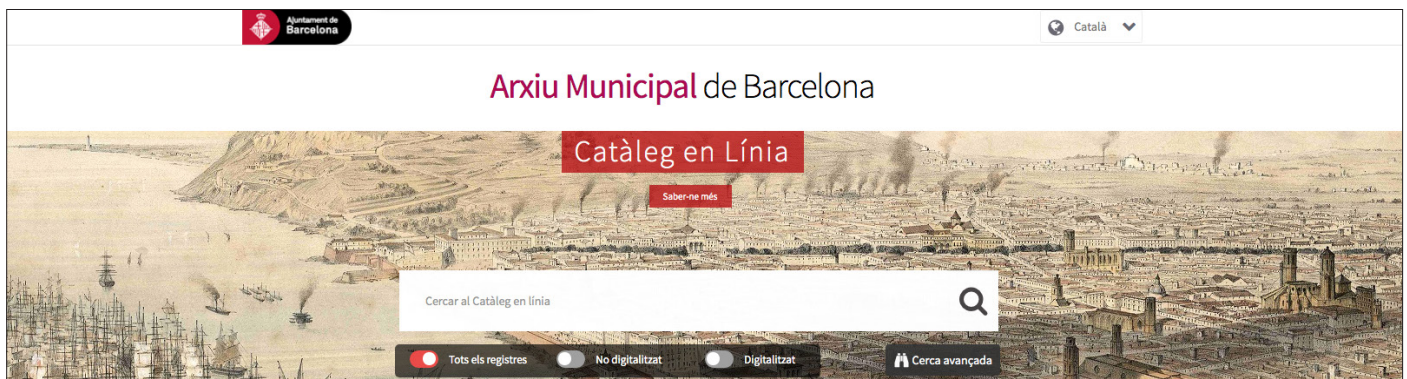 Ajuntament de
Barcelona
Català
Arxiu Municipal de Barcelona
Catàleg en Línia
Saber-ne més
Cercar al Catàleg en línia
Tots els registres No digitalitzat Digitalitzat Cerca avançada